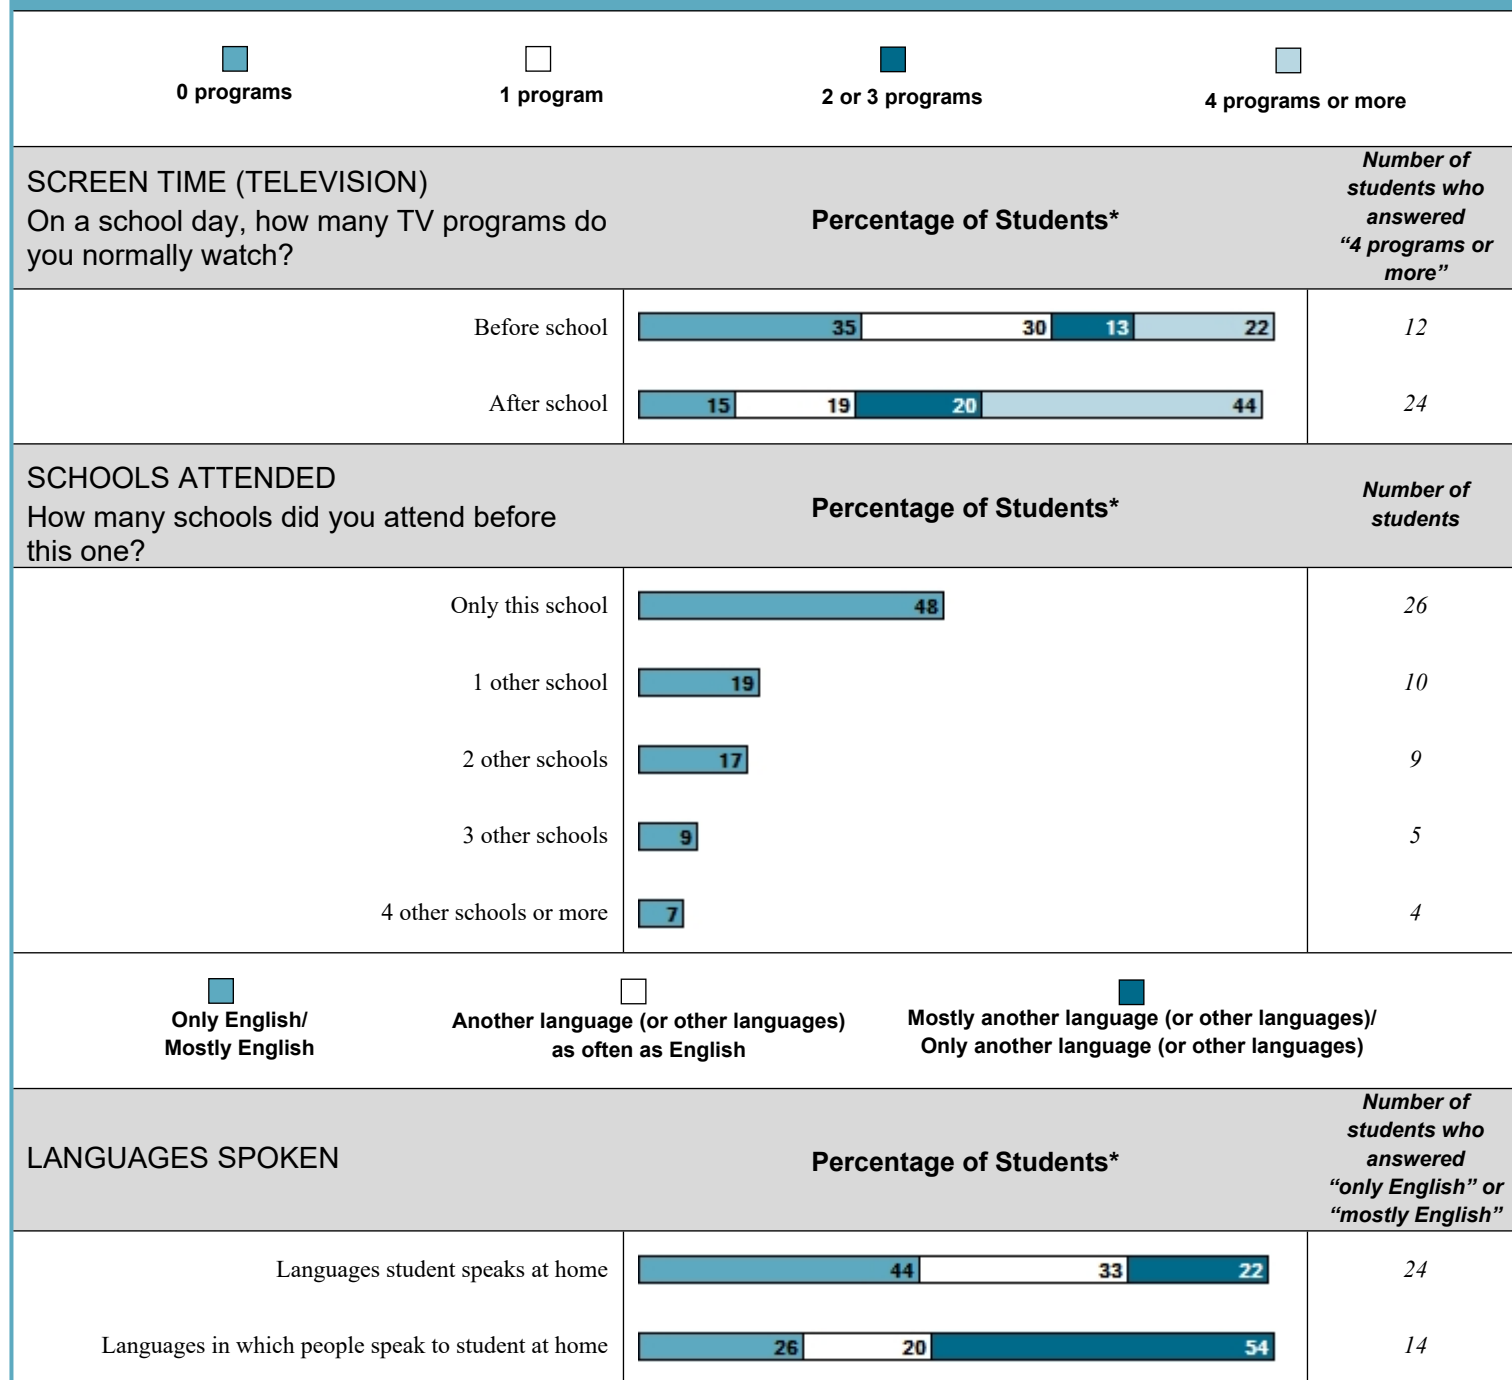 0 programs
1 program
2 or 3 programs
4 programs or more
SCREEN TIME (TELEVISION)
On a school day, how many TV programs do
you normally watch?
Percentage of Students*
Number of
students who
answered
“4 programs or
more”
Before school
35 30 13 22
12
After school
15 19 20 44
24
SCHOOLS ATTENDED
How many schools did you attend before
this one?
Percentage of Students*
Number of
students
Only this school
48
26
1 other school
19
10
2 other schools
17
9
3 other schools
9
5
4 other schools or more
7
4
Only English/
Mostly English
Another language (or other languages)
as often as English
Mostly another language (or other languages)/
Only another language (or other languages)
LANGUAGES SPOKEN
Percentage of Students*
Number of
students who
answered
“only English” or
“mostly English”
Languages student speaks at home
44 33 22
24
Languages in which people speak to student at home
26 20 54
14